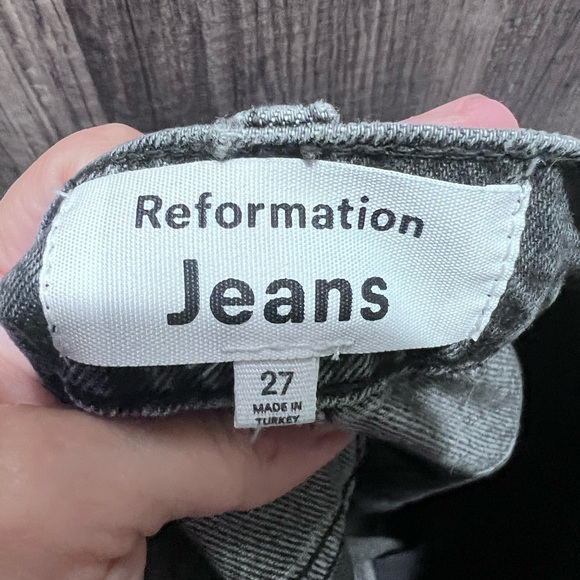 Reformation
Jeans
27
MADE IN
TURKEY